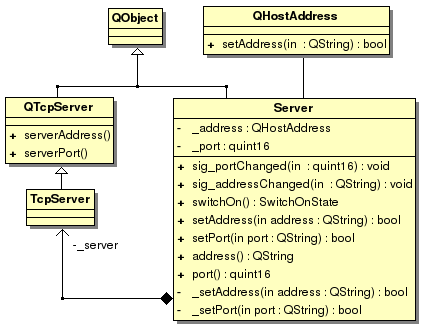 QObject
QHostAddress
+ setAddress(in : QString) : bool
QTcpServer
+ serverAddress()
+ serverPort()
TcpServer
-_server
Server
- _address : QHostAddress
- _port : quint16
+ sig_portChanged(in : quint16) : void
+ sig_addressChanged(in : QString) : void
+ switchOn() : SwitchOnState
+ setAddress(in address : QString) : bool
+ setPort(in port : QString) : bool
+ address() : QString
+ port() : quint16
- _setAddress(in address : QString) : bool
- _setPort(in port : QString) : bool